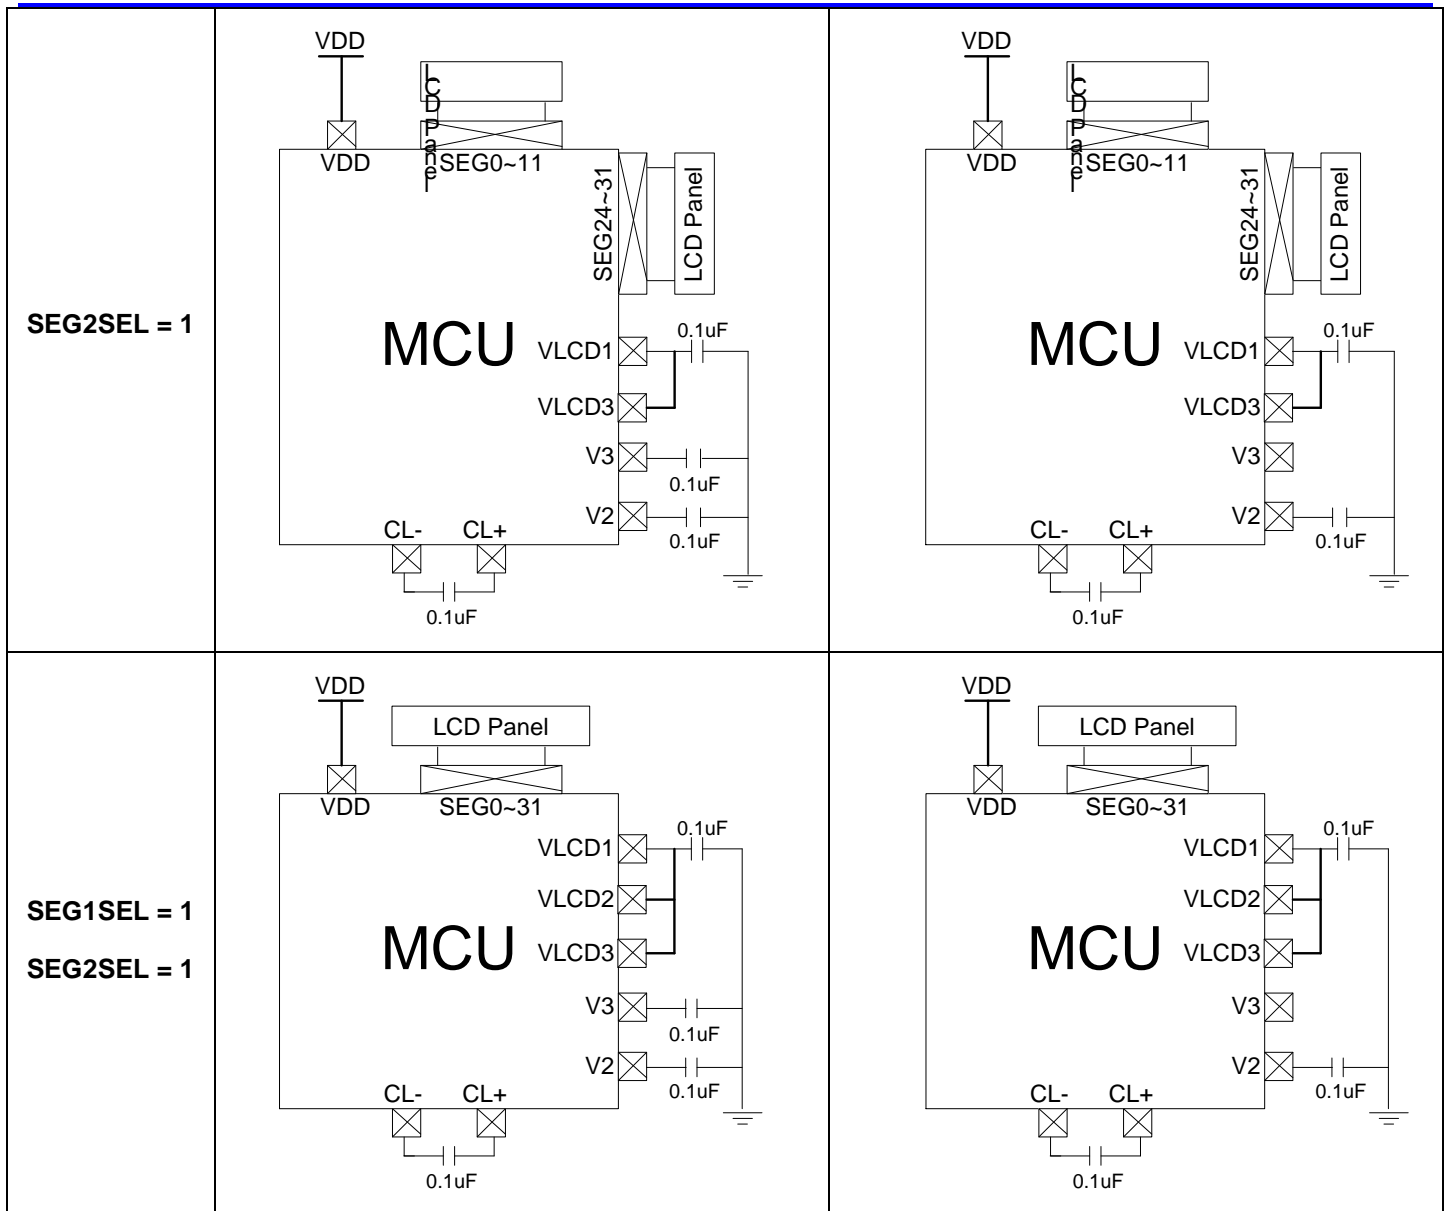 SEG2SEL = 1
VDD
LCD Panel
VDD
SEG0~11
SEG24~31
LCD Panel
MCU
VLCD1
0.1uF
VLCD3
V3
0.1uF
V2
0.1uF
CL-
CL+
0.1uF
VDD
LCD Panel
VDD
SEG0~11
SEG24~31
LCD Panel
MCU
VLCD1
0.1uF
VLCD3
V3
V2
0.1uF
CL-
CL+
0.1uF
SEG1SEL = 1
SEG2SEL = 1
VDD
LCD Panel
VDD
SEG0~31
MCU
VLCD1
0.1uF
VLCD2
VLCD3
V3
0.1uF
V2
0.1uF
CL-
CL+
0.1uF
VDD
LCD Panel
VDD
SEG0~31
MCU
VLCD1
0.1uF
VLCD2
VLCD3
V3
V2
0.1uF
CL-
CL+
0.1uF